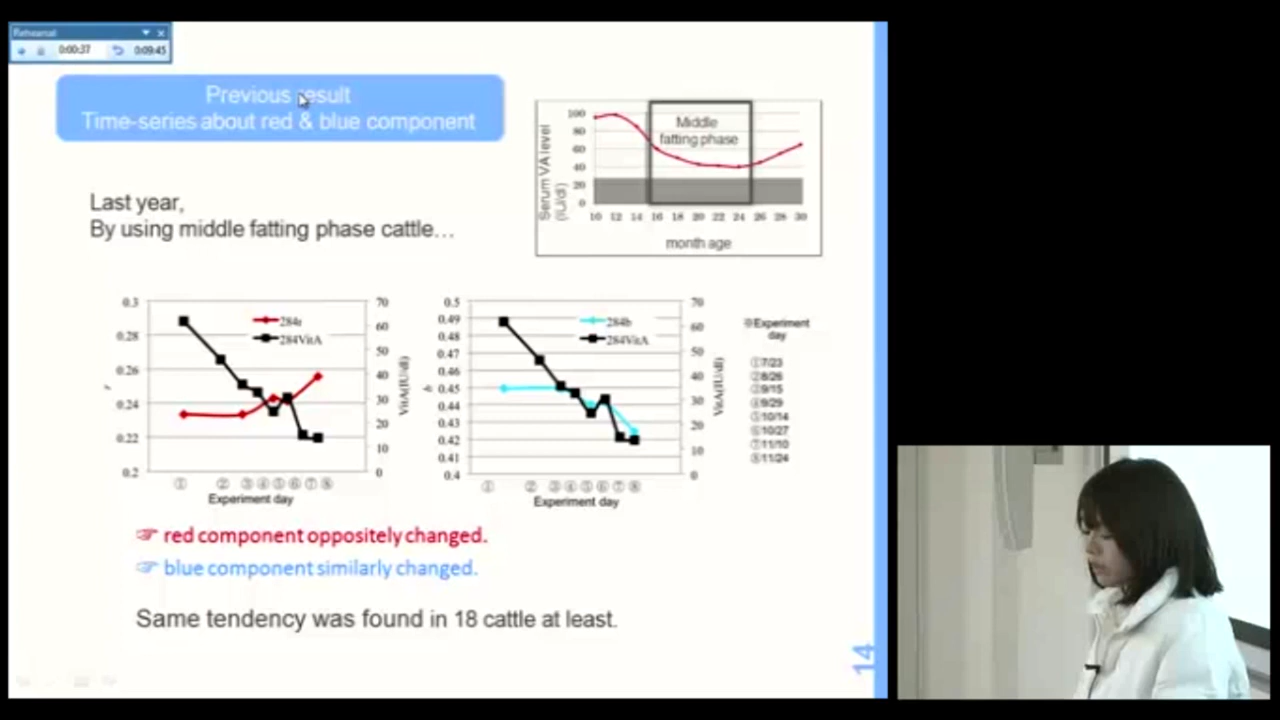 Rehearsal
0:00:37 0:09:45
Previous result
Time-series about red & blue component
Last year,
By using middle fatting phase cattle…
Serum VA level
(IU/dl)
100
80
60
40
20
0
Middle
fatting phase
10 12 14 16 18 20 22 24 26 28 30
month age
0.3
0.28
0.26
0.24
0.22
0.2
r
284r
284VitA
70
60
50
40
30
20
10
0
VitA(IU/dl)
① ② ③ ④ ⑤ ⑥ ⑦ ⑧
Experiment day
0.5
0.49
0.48
0.47
0.46
0.45
0.44
0.43
0.42
0.41
0.4
b
284b
284VitA
70
60
50
40
30
20
10
0
VitA(IU/dl)
① ② ③ ④ ⑤ ⑥ ⑦ ⑧
Experiment day
※Experiment
day
①7/23
②8/26
③9/15
④9/29
⑤10/14
⑥10/27
⑦11/10
⑧11/24
☞ red component oppositely changed.
☞ blue component similarly changed.
Same tendency was found in 18 cattle at least.
14